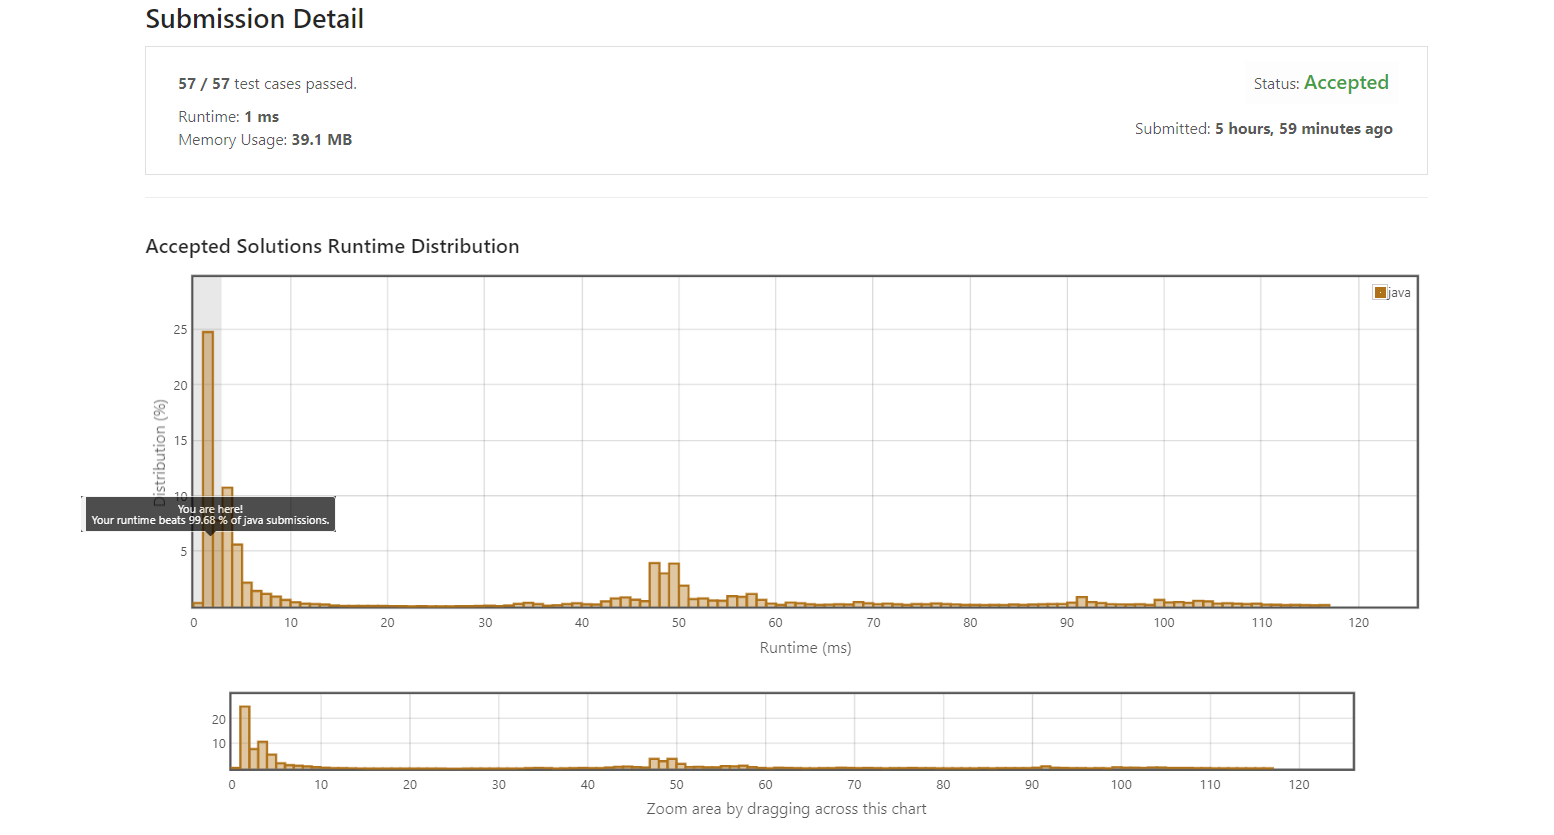 Submission Detail
57 / 57 test cases passed.
Status: Accepted
Runtime: 1 ms
Submitted: 5 hours, 59 minutes ago
Memory Usage: 39.1 MB
Accepted Solutions Runtime Distribution
java
25
20
15
10
5
Distribution (%)
You are here!
Your runtime beats 99.68 % of java submissions.
0 10 20 30 40 50 60 70 80 90 100 110 120
Runtime (ms)
20
10
0 10 20 30 40 50 60 70 80 90 100 110 120
Zoom area by dragging across this chart